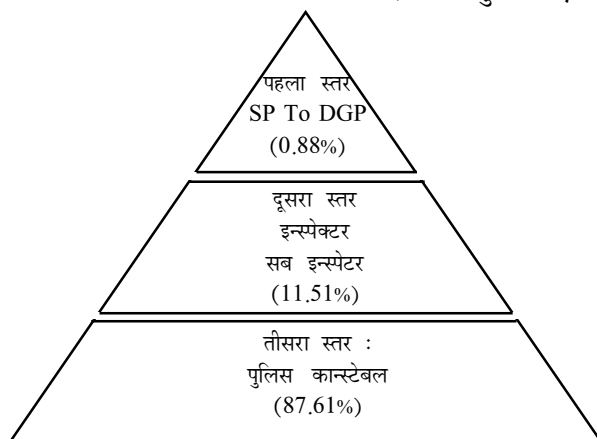 पहला स्तर
SP To DGP
(0.88%)
दूसरा स्तर
इन्स्पेक्टर
सब इन्स्पेटर
(11.51%)
तीसरा स्तर :
पुलिस कान्स्टेबल
(87.61%)